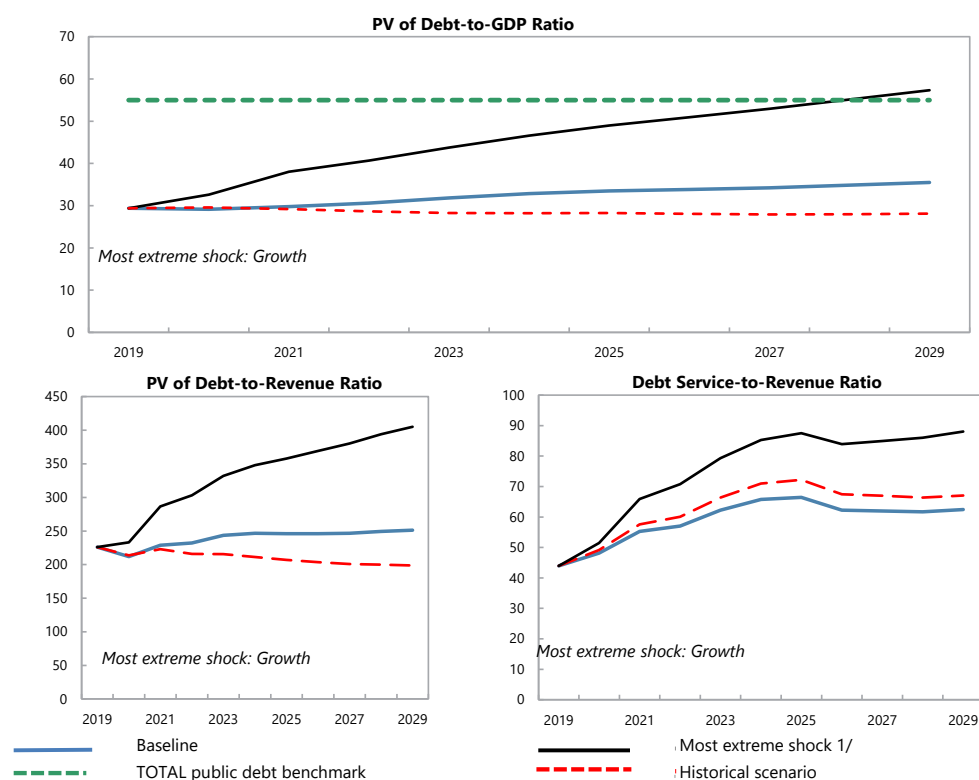 PV of Debt-to-GDP Ratio
70
60
50
40
30
20
10
0
Most extreme shock: Growth
2019 2021 2023 2025 2027 2029
PV of Debt-to-Revenue Ratio
450
400
350
300
250
200
150
100
50
0
Most extreme shock: Growth
2019 2021 2023 2025 2027 2029
Debt Service-to-Revenue Ratio
100
90
80
70
60
50
40
30
20
10
0
Most extreme shock: Growth
2019 2021 2023 2025 2027 2029
Baseline
Most extreme shock 1/
TOTAL public debt benchmark
Historical scenario